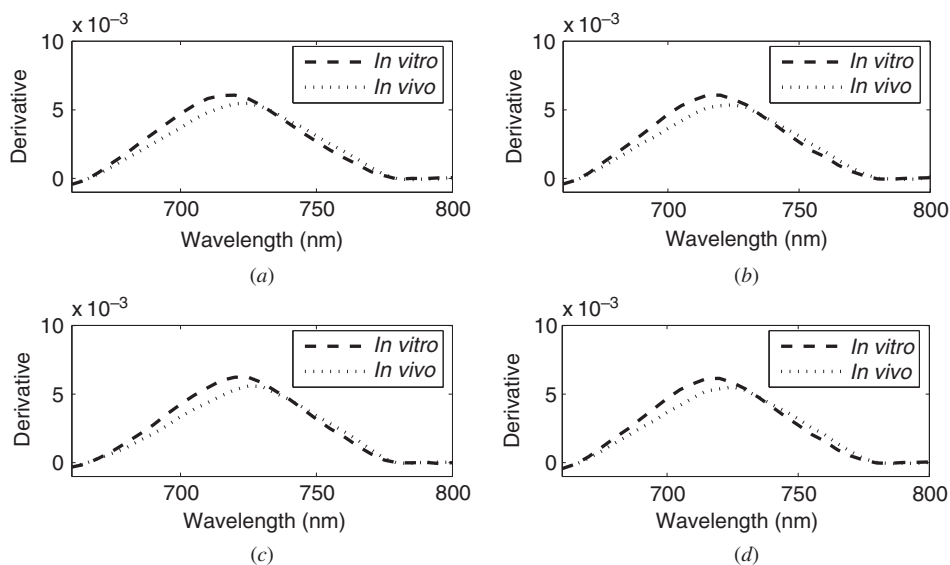 x 10⁻³
10
5
0
Derivative
In vitro
In vivo
700 750 800
Wavelength (nm)
(a)
x 10⁻³
10
5
0
Derivative
In vitro
In vivo
700 750 800
Wavelength (nm)
(b)
x 10⁻³
10
5
0
Derivative
In vitro
In vivo
700 750 800
Wavelength (nm)
(c)
x 10⁻³
10
5
0
Derivative
In vitro
In vivo
700 750 800
Wavelength (nm)
(d)